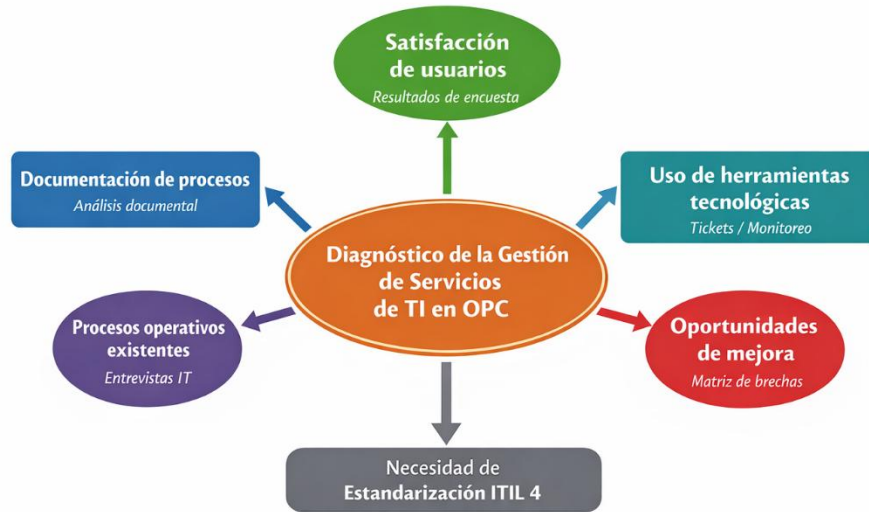 Satisfacción
de usuarios
Resultados de encuesta
Documentación de procesos
Análisis documental
Uso de herramientas
tecnológicas
Tickets / Monitoreo
Diagnóstico de la Gestión
de Servicios
de TI en OPC
Procesos operativos
existentes
Entrevistas IT
Oportunidades
de mejora
Matriz de brechas
Necesidad de
Estandarización ITIL 4